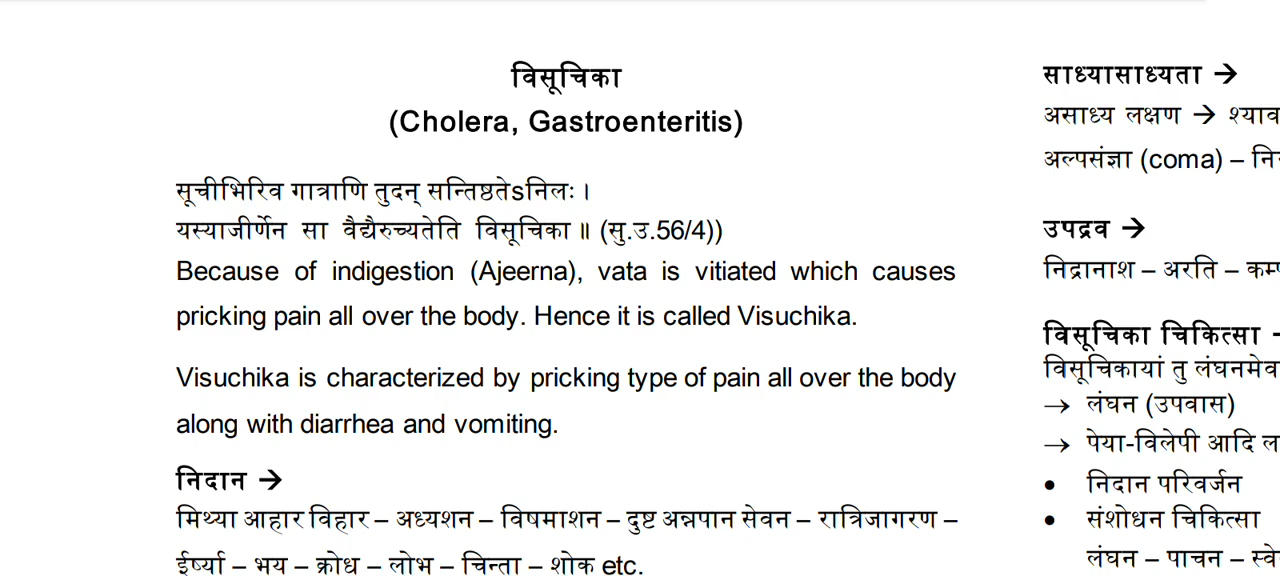 विसूचिका
(Cholera, Gastroenteritis)
सूचीभिरिव गात्राणि तुदन् सन्तिष्ठतेsनिलः ।
यस्याजीर्णेन सा वैद्यैरुच्यतेति विसूचिका ॥ (सु.उ.56/4))
Because of indigestion (Ajeerna), vata is vitiated which causes
pricking pain all over the body. Hence it is called Visuchika.
Visuchika is characterized by pricking type of pain all over the body
along with diarrhea and vomiting.
निदान →
मिथ्या आहार विहार – अध्यशन – विषमाशन – दुष्ट अन्नपान सेवन – रात्रिजागरण –
ईर्ष्या – भय – क्रोध – लोभ – चिन्ता – शोक etc.
साध्यासाध्यता →
असाध्य लक्षण →
अल्पसंज्ञा (coma) –
उपद्रव →
निद्रानाश – अरति –
विसूचिका चिकित्सा
विसूचिकायां तु लंघनमेव
→ लंघन (उपवास)
→ पेया-विलेपी आदि
• निदान परिवर्जन
• संशोधन चिकित्सा
लंघन – पाचन –